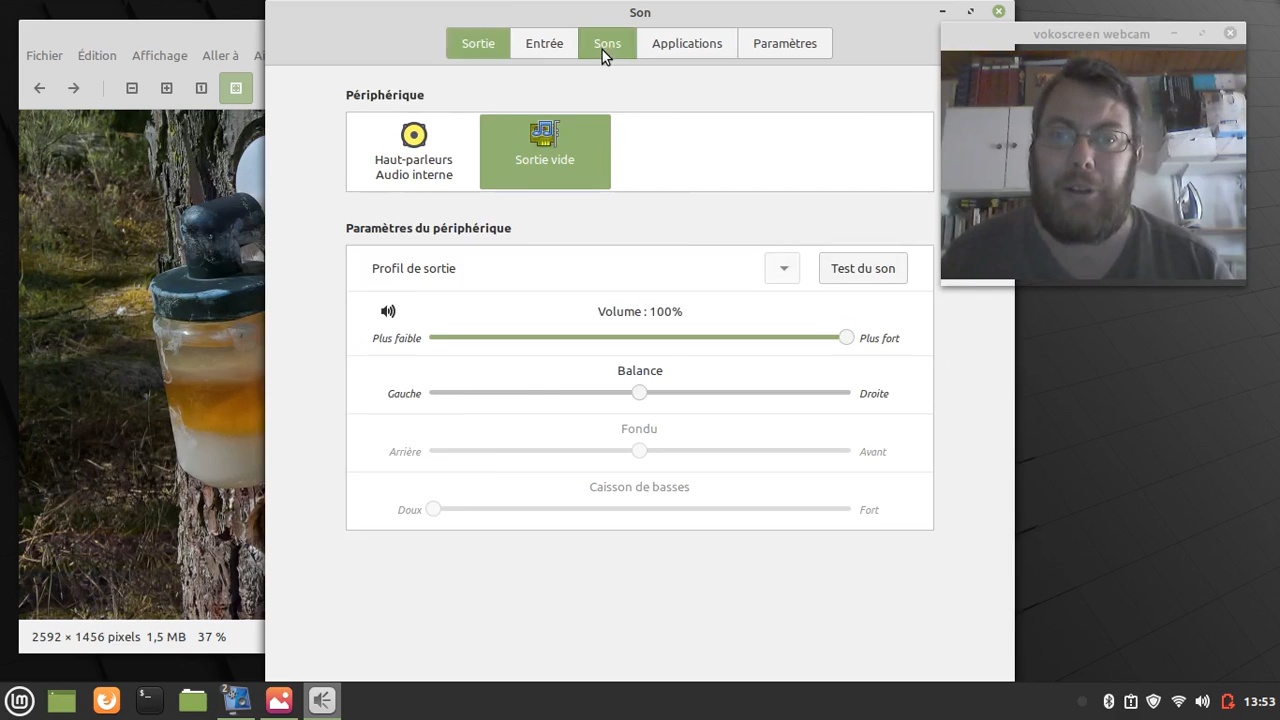 Son
Sortie
Entrée
Sons
Applications
Paramètres
vokoscreen webcam
Fichier
Édition
Affichage
Aller à
Périphérique
Haut-parleurs
Audio interne
Sortie vide
Paramètres du périphérique
Profil de sortie
Test du son
Volume : 100%
Plus faible
Plus fort
Balance
Gauche
Droite
Fondu
Arrière
Avant
Caisson de basses
Doux
Fort
2592 × 1456 pixels 1,5 MB 37 %
2
13:53